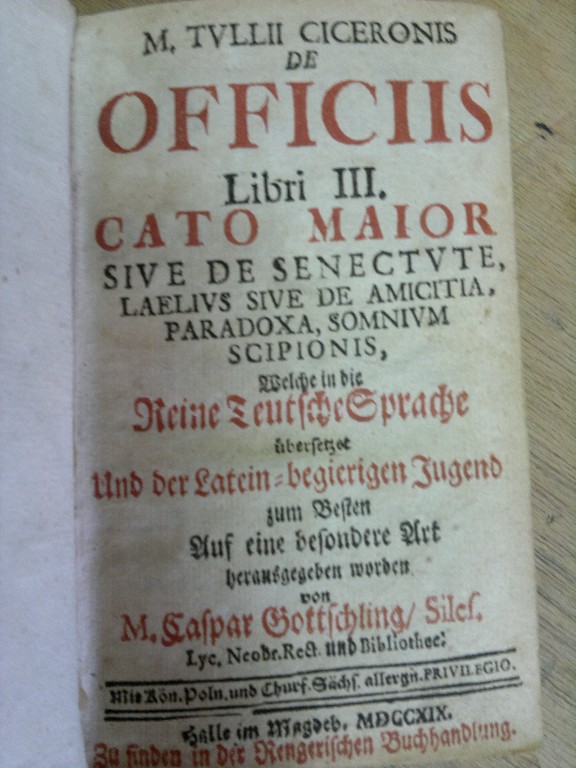 M. TVLLII CICERONIS
DE
OFFICIIS
Libri III.
CATO MAIOR
SIVE DE SENECTVTE,
LAELIVS SIVE DE AMICITIA,
PARADOXA, SOMNIVM
SCIPIONIS,
Welche in die
Reine Teutsche Sprache
übersetzet
Und der Latein-begierigen Jugend
zum Besten
Auf eine besondere Art
herausgegeben worden
von
M. Caspar Gottschling/ Siles.
Lyc. Neobr. Rect. und Bibliothec.
Mit Kön. Poln. und Churf. Sächs. allergn. PRIVILEGIO.
Halle im Magdeb. MDCCXIX.
Zu finden in der Rengerischen Buchhandlung.